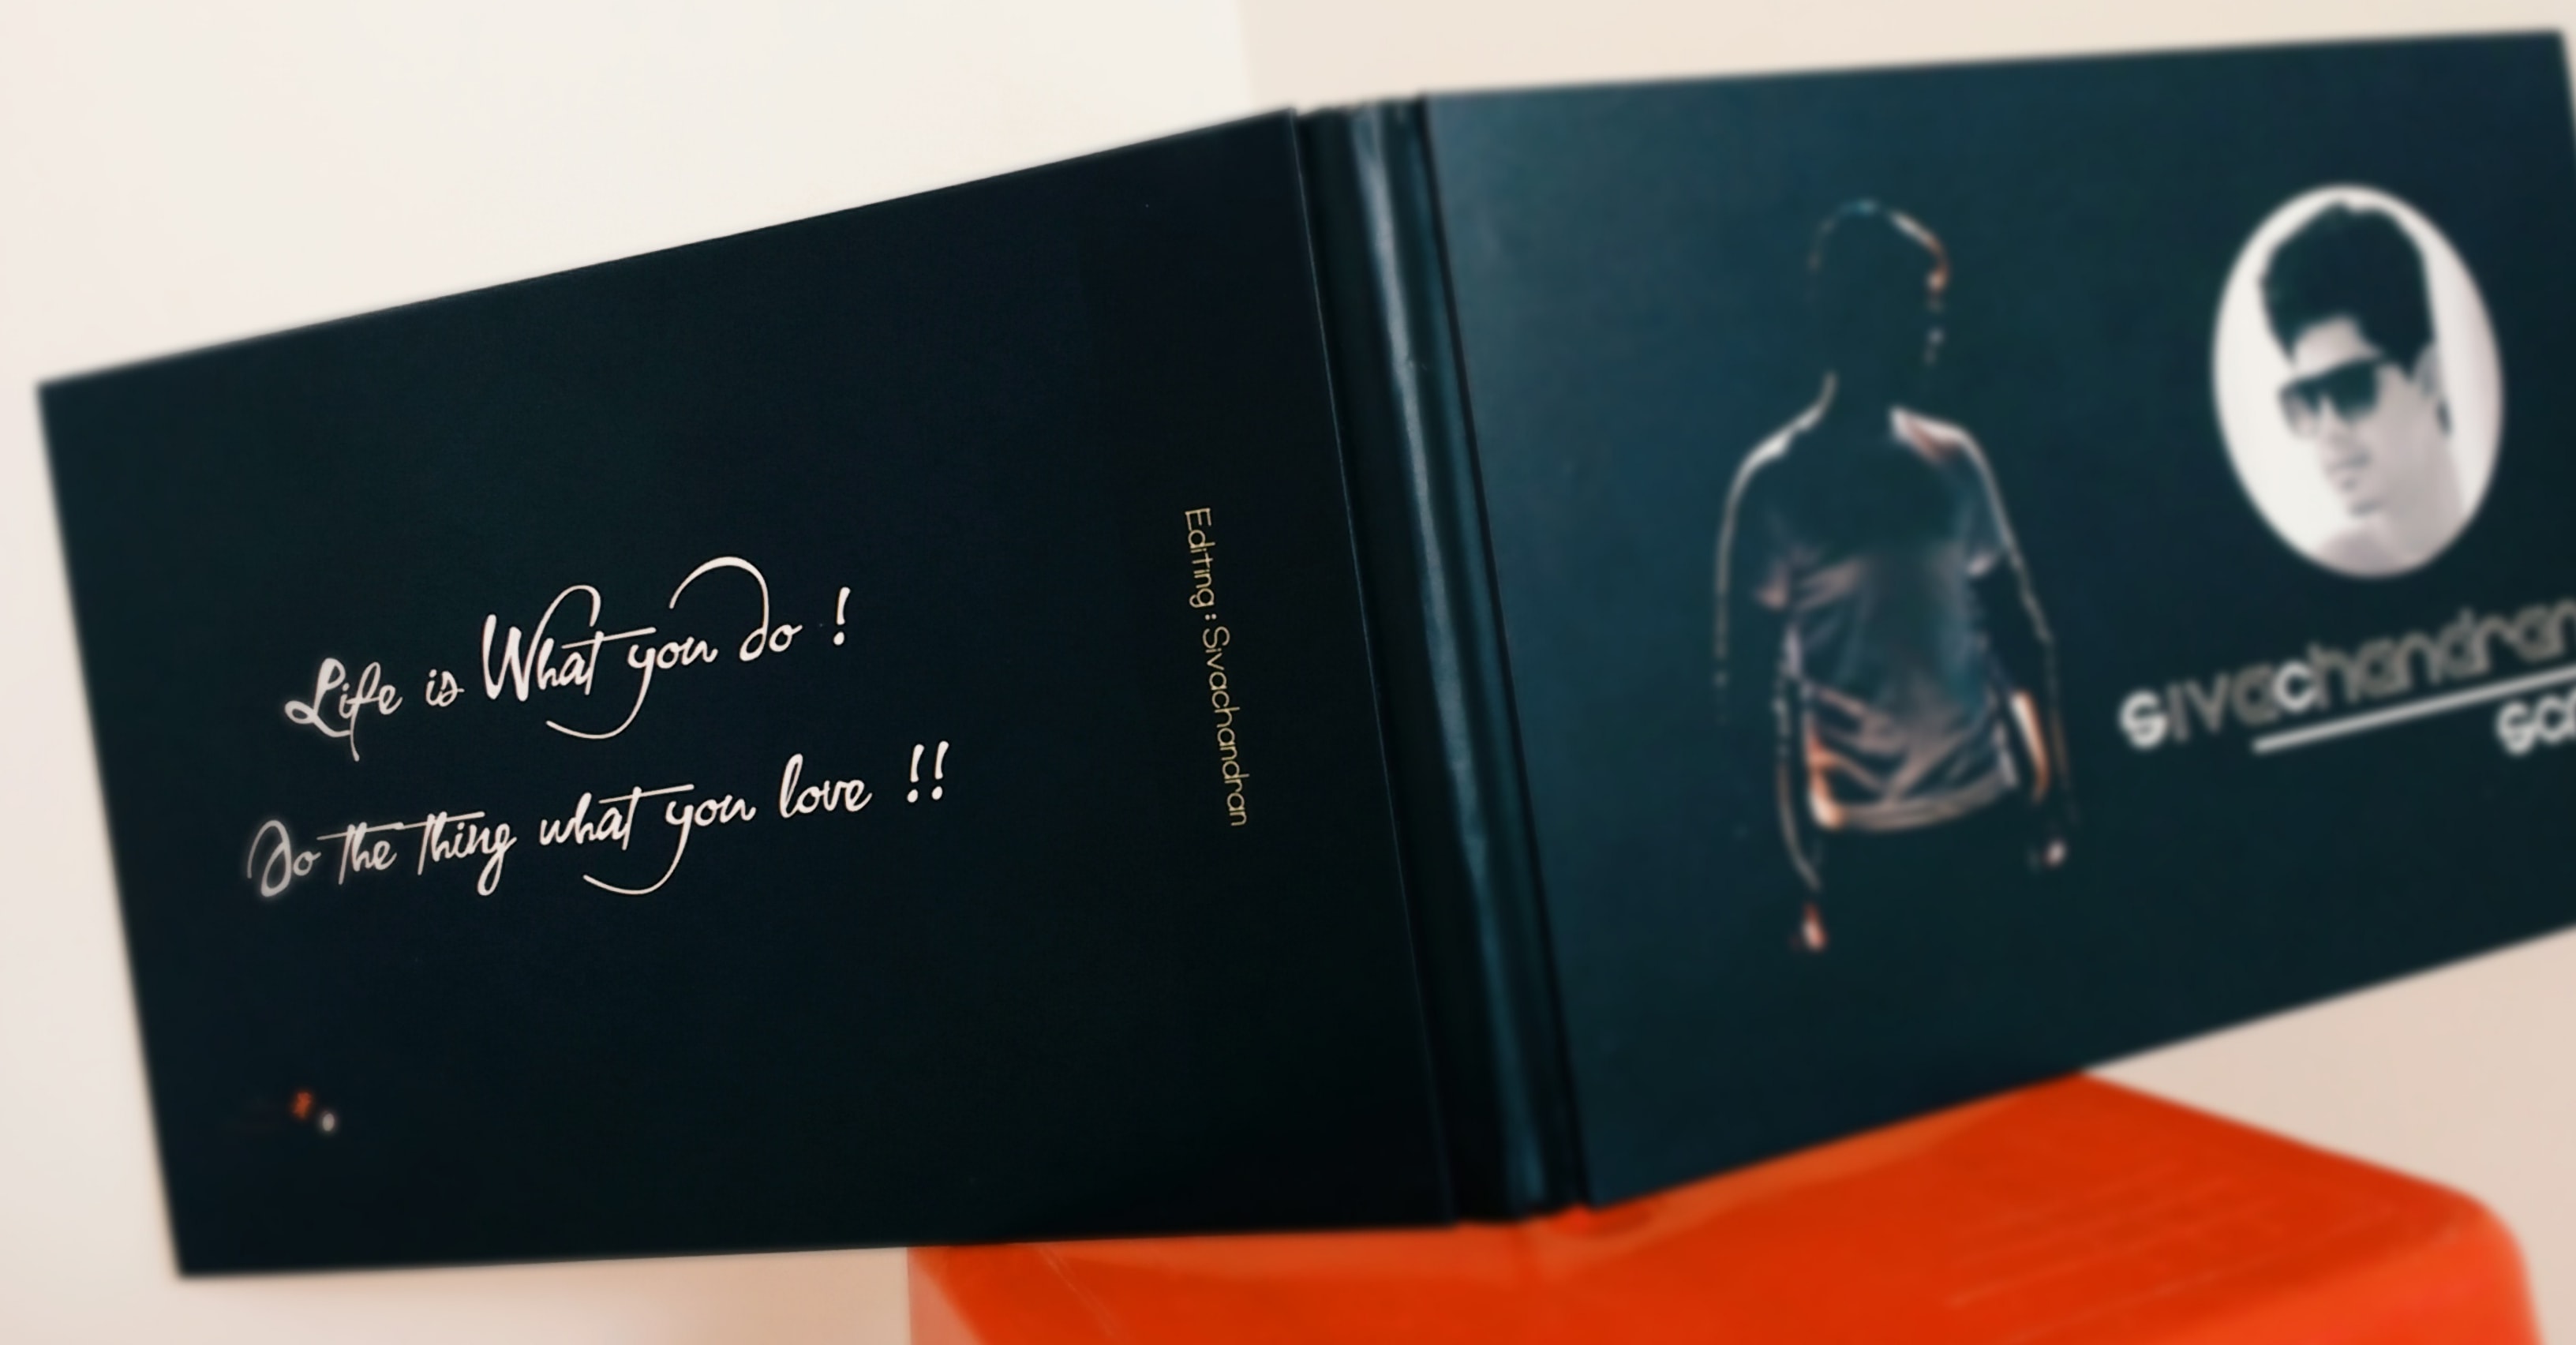 Life is What you do !
Do the thing what you love !!
Editing : Sivachandran
sivachandran